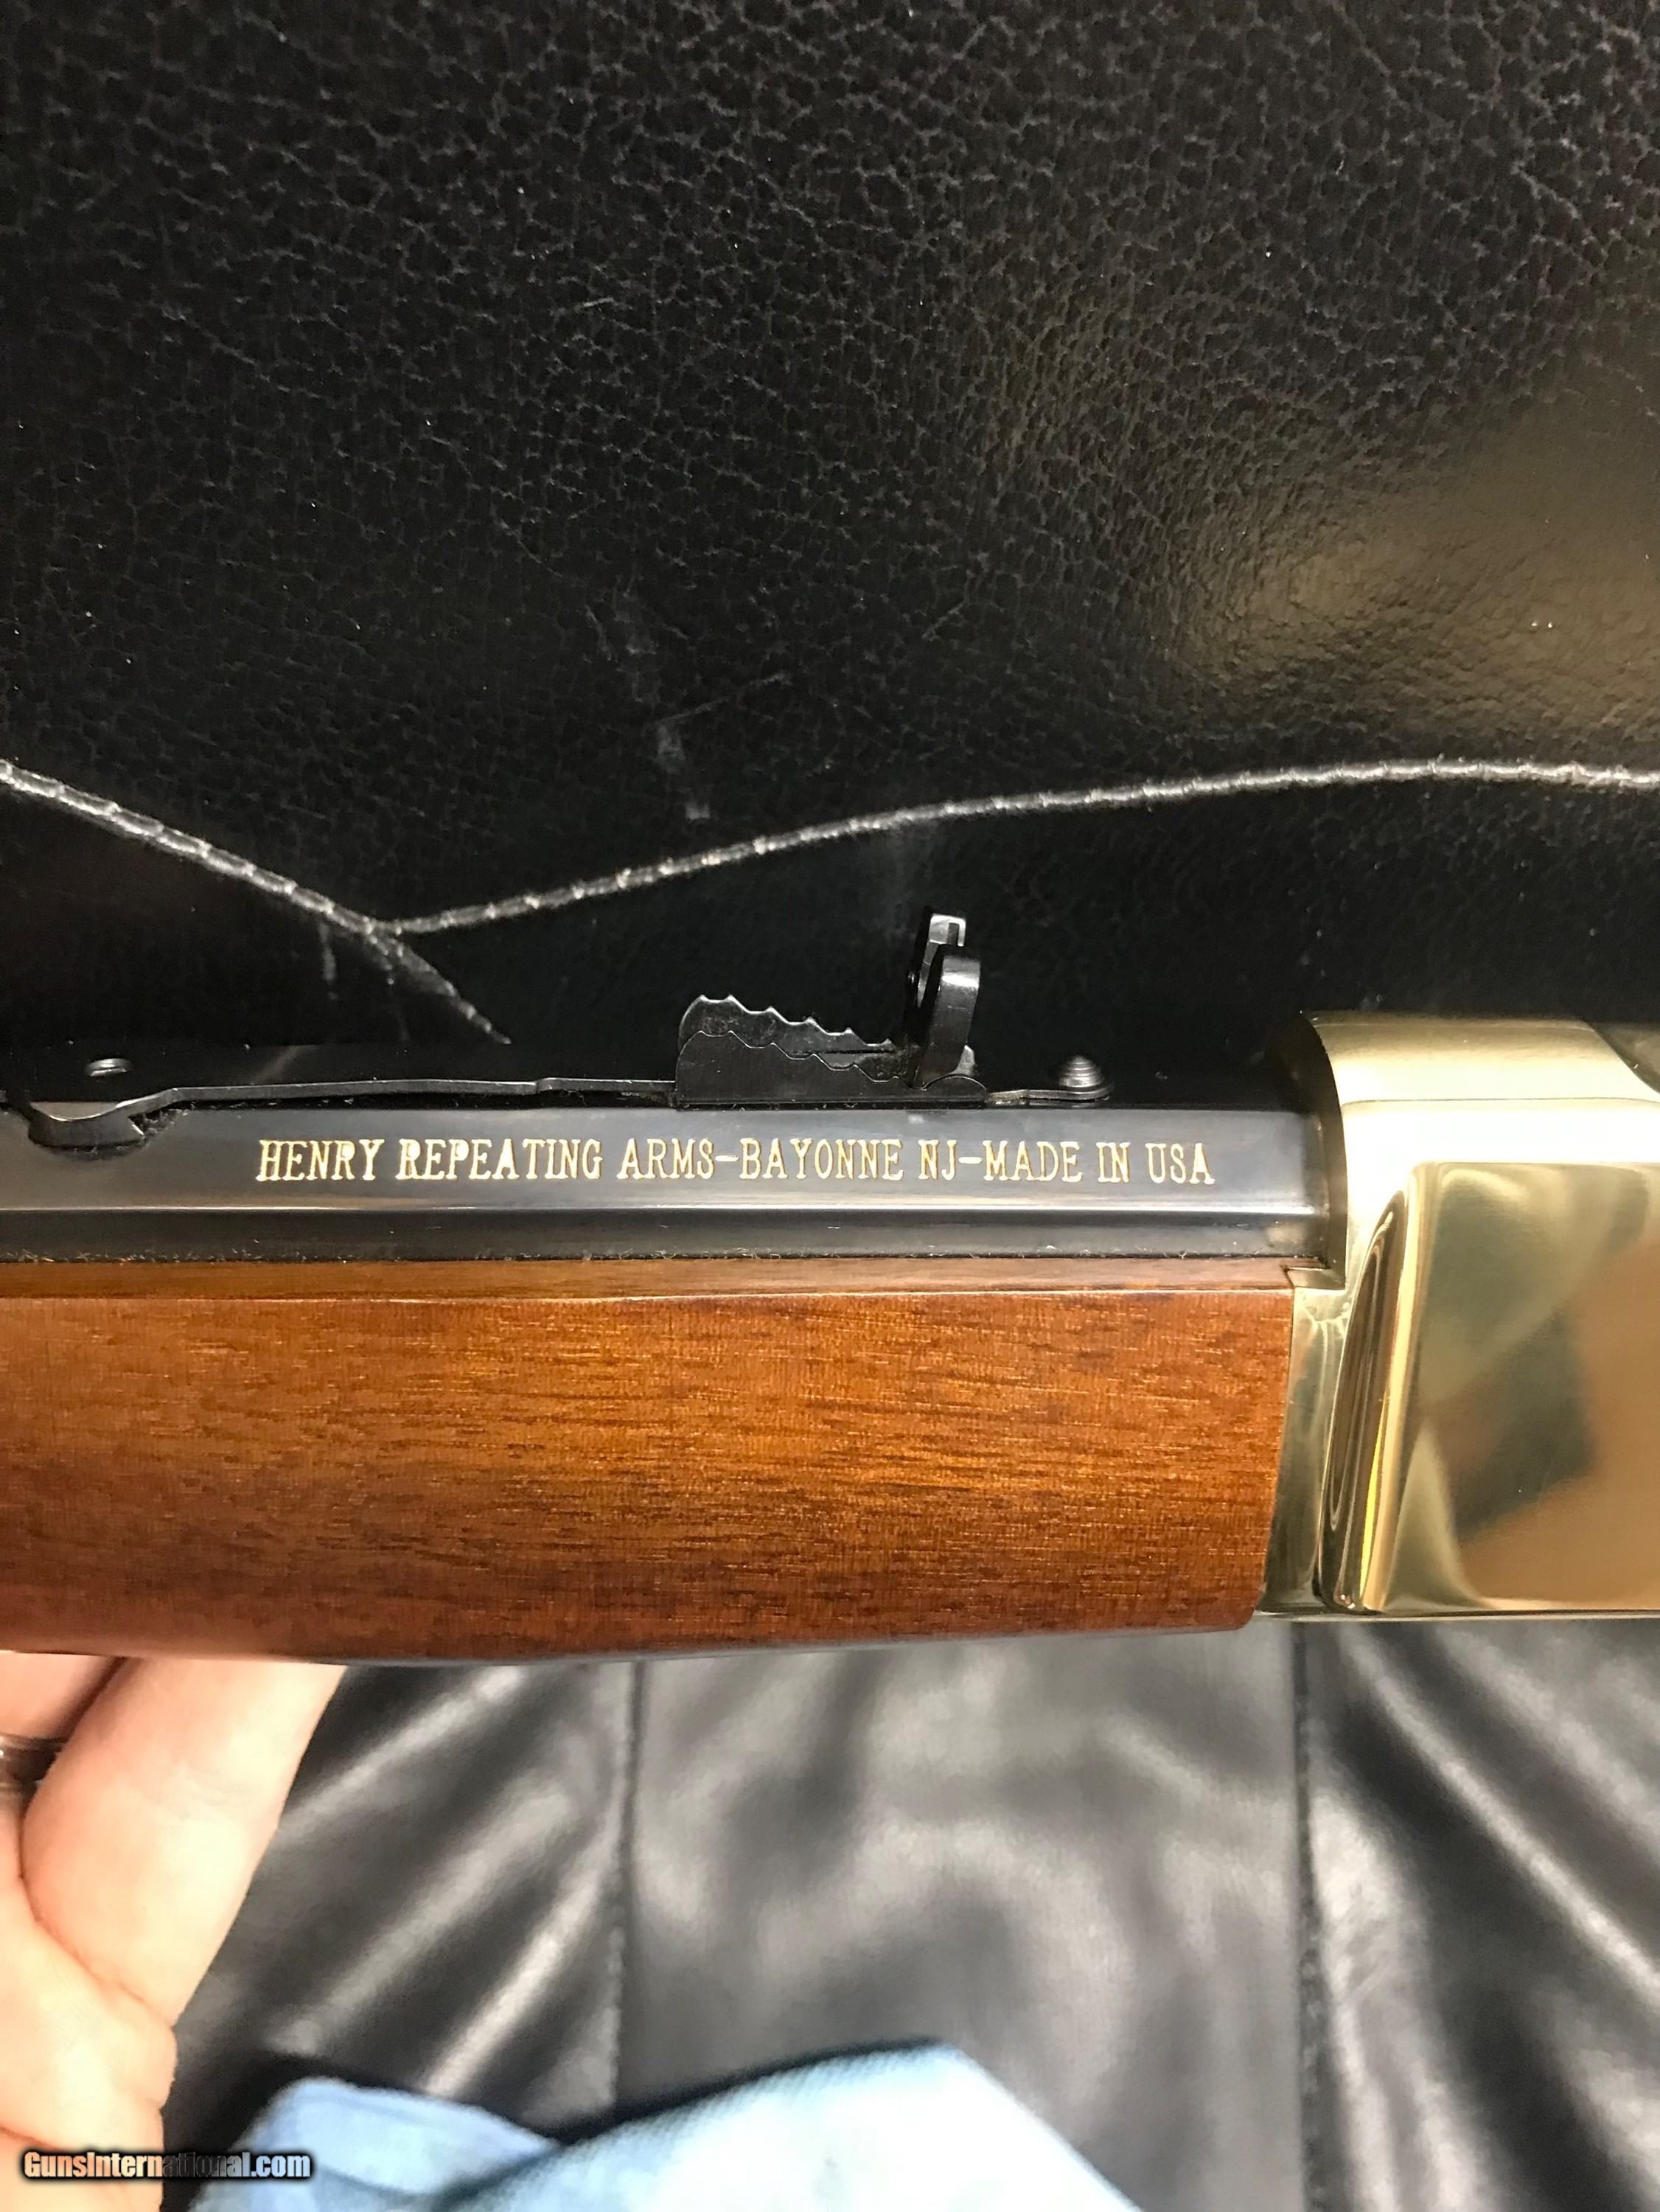 HENRY REPEATING ARMS-BAYONNE NJ-MADE IN USA
GunsInternational.com